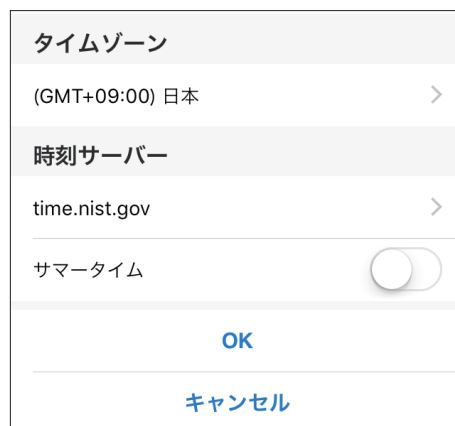 タイムゾーン
(GMT+09:00) 日本
時刻サーバー
time.nist.gov
サマータイム
OK
キャンセル